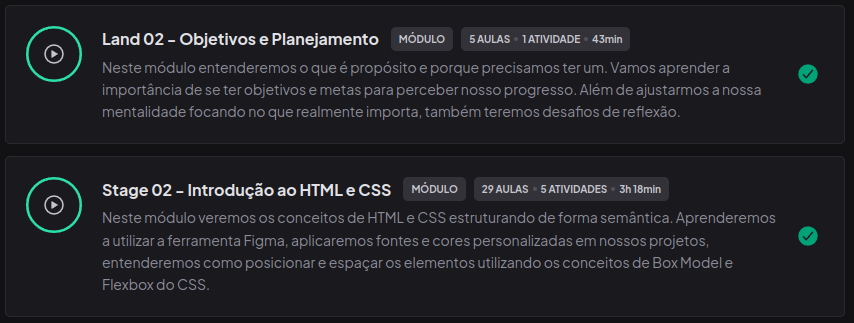 Land 02 - Objetivos e Planejamento MÓDULO 5 AULAS • 1 ATIVIDADE • 43min
Neste módulo entenderemos o que é propósito e porque precisamos ter um. Vamos aprender a
importância de se ter objetivos e metas para perceber nosso progresso. Além de ajustarmos a nossa
mentalidade focando no que realmente importa, também teremos desafios de reflexão.
Stage 02 - Introdução ao HTML e CSS MÓDULO 29 AULAS • 5 ATIVIDADES • 3h 18min
Neste módulo veremos os conceitos de HTML e CSS estruturando de forma semântica. Aprenderemos
a utilizar a ferramenta Figma, aplicaremos fontes e cores personalizadas em nossos projetos,
entenderemos como posicionar e espaçar os elementos utilizando os conceitos de Box Model e
Flexbox do CSS.